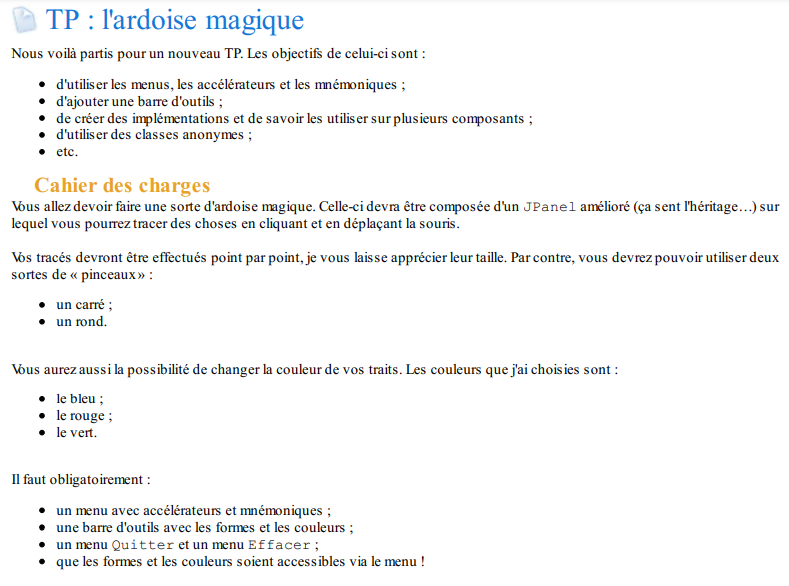 TP : l'ardoise magique
Nous voilà partis pour un nouveau TP. Les objectifs de celui-ci sont :
d'utiliser les menus, les accélérateurs et les mnémoniques ;
d'ajouter une barre d'outils ;
de créer des implémentations et de savoir les utiliser sur plusieurs composants ;
d'utiliser des classes anonymes ;
etc.
Cahier des charges
Vous allez devoir faire une sorte d'ardoise magique. Celle-ci devra être composée d'un JPanel amélioré (ça sent l'héritage…) sur
lequel vous pourrez tracer des choses en cliquant et en déplaçant la souris.
Vos tracés devront être effectués point par point, je vous laisse apprécier leur taille. Par contre, vous devrez pouvoir utiliser deux
sortes de « pinceaux » :
un carré ;
un rond.
Vous aurez aussi la possibilité de changer la couleur de vos traits. Les couleurs que j'ai choisies sont :
le bleu ;
le rouge ;
le vert.
Il faut obligatoirement :
un menu avec accélérateurs et mnémoniques ;
une barre d'outils avec les formes et les couleurs ;
un menu Quitter et un menu Effacer ;
que les formes et les couleurs soient accessibles via le menu !